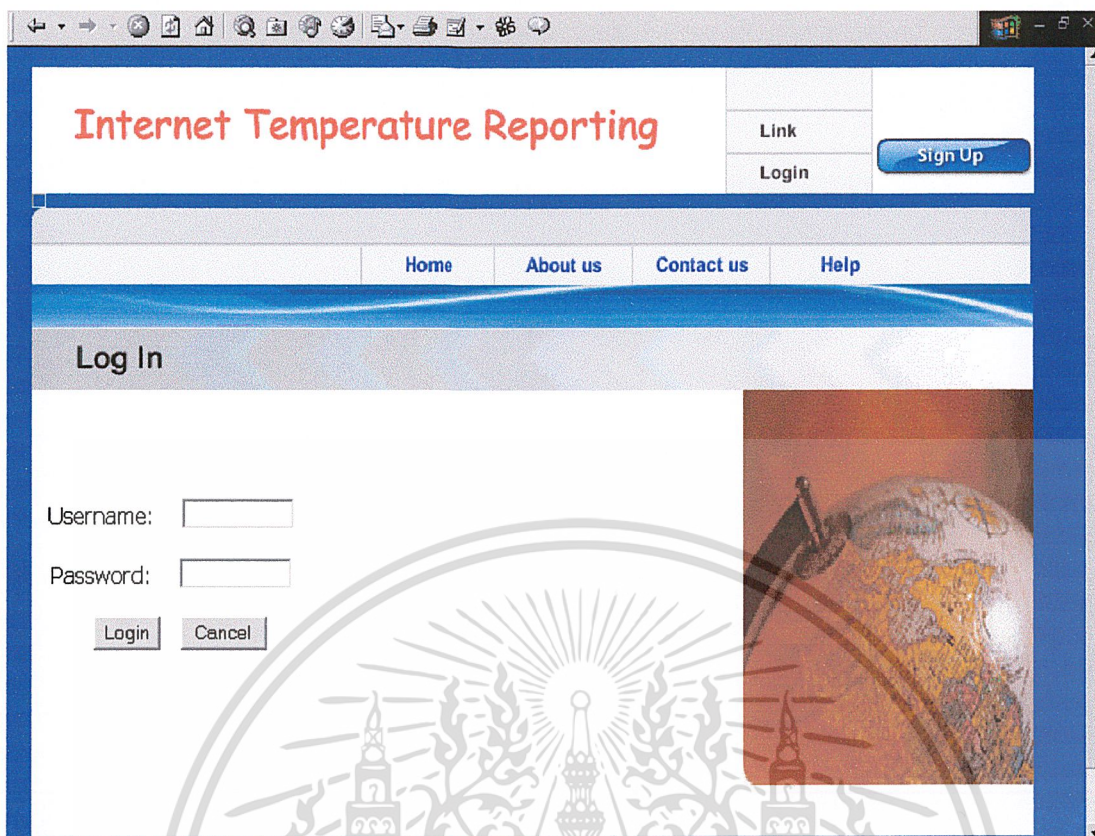 Internet Temperature Reporting
Link
Login
Sign Up
Home About us Contact us Help
Log In
Username:
Password:
Login Cancel